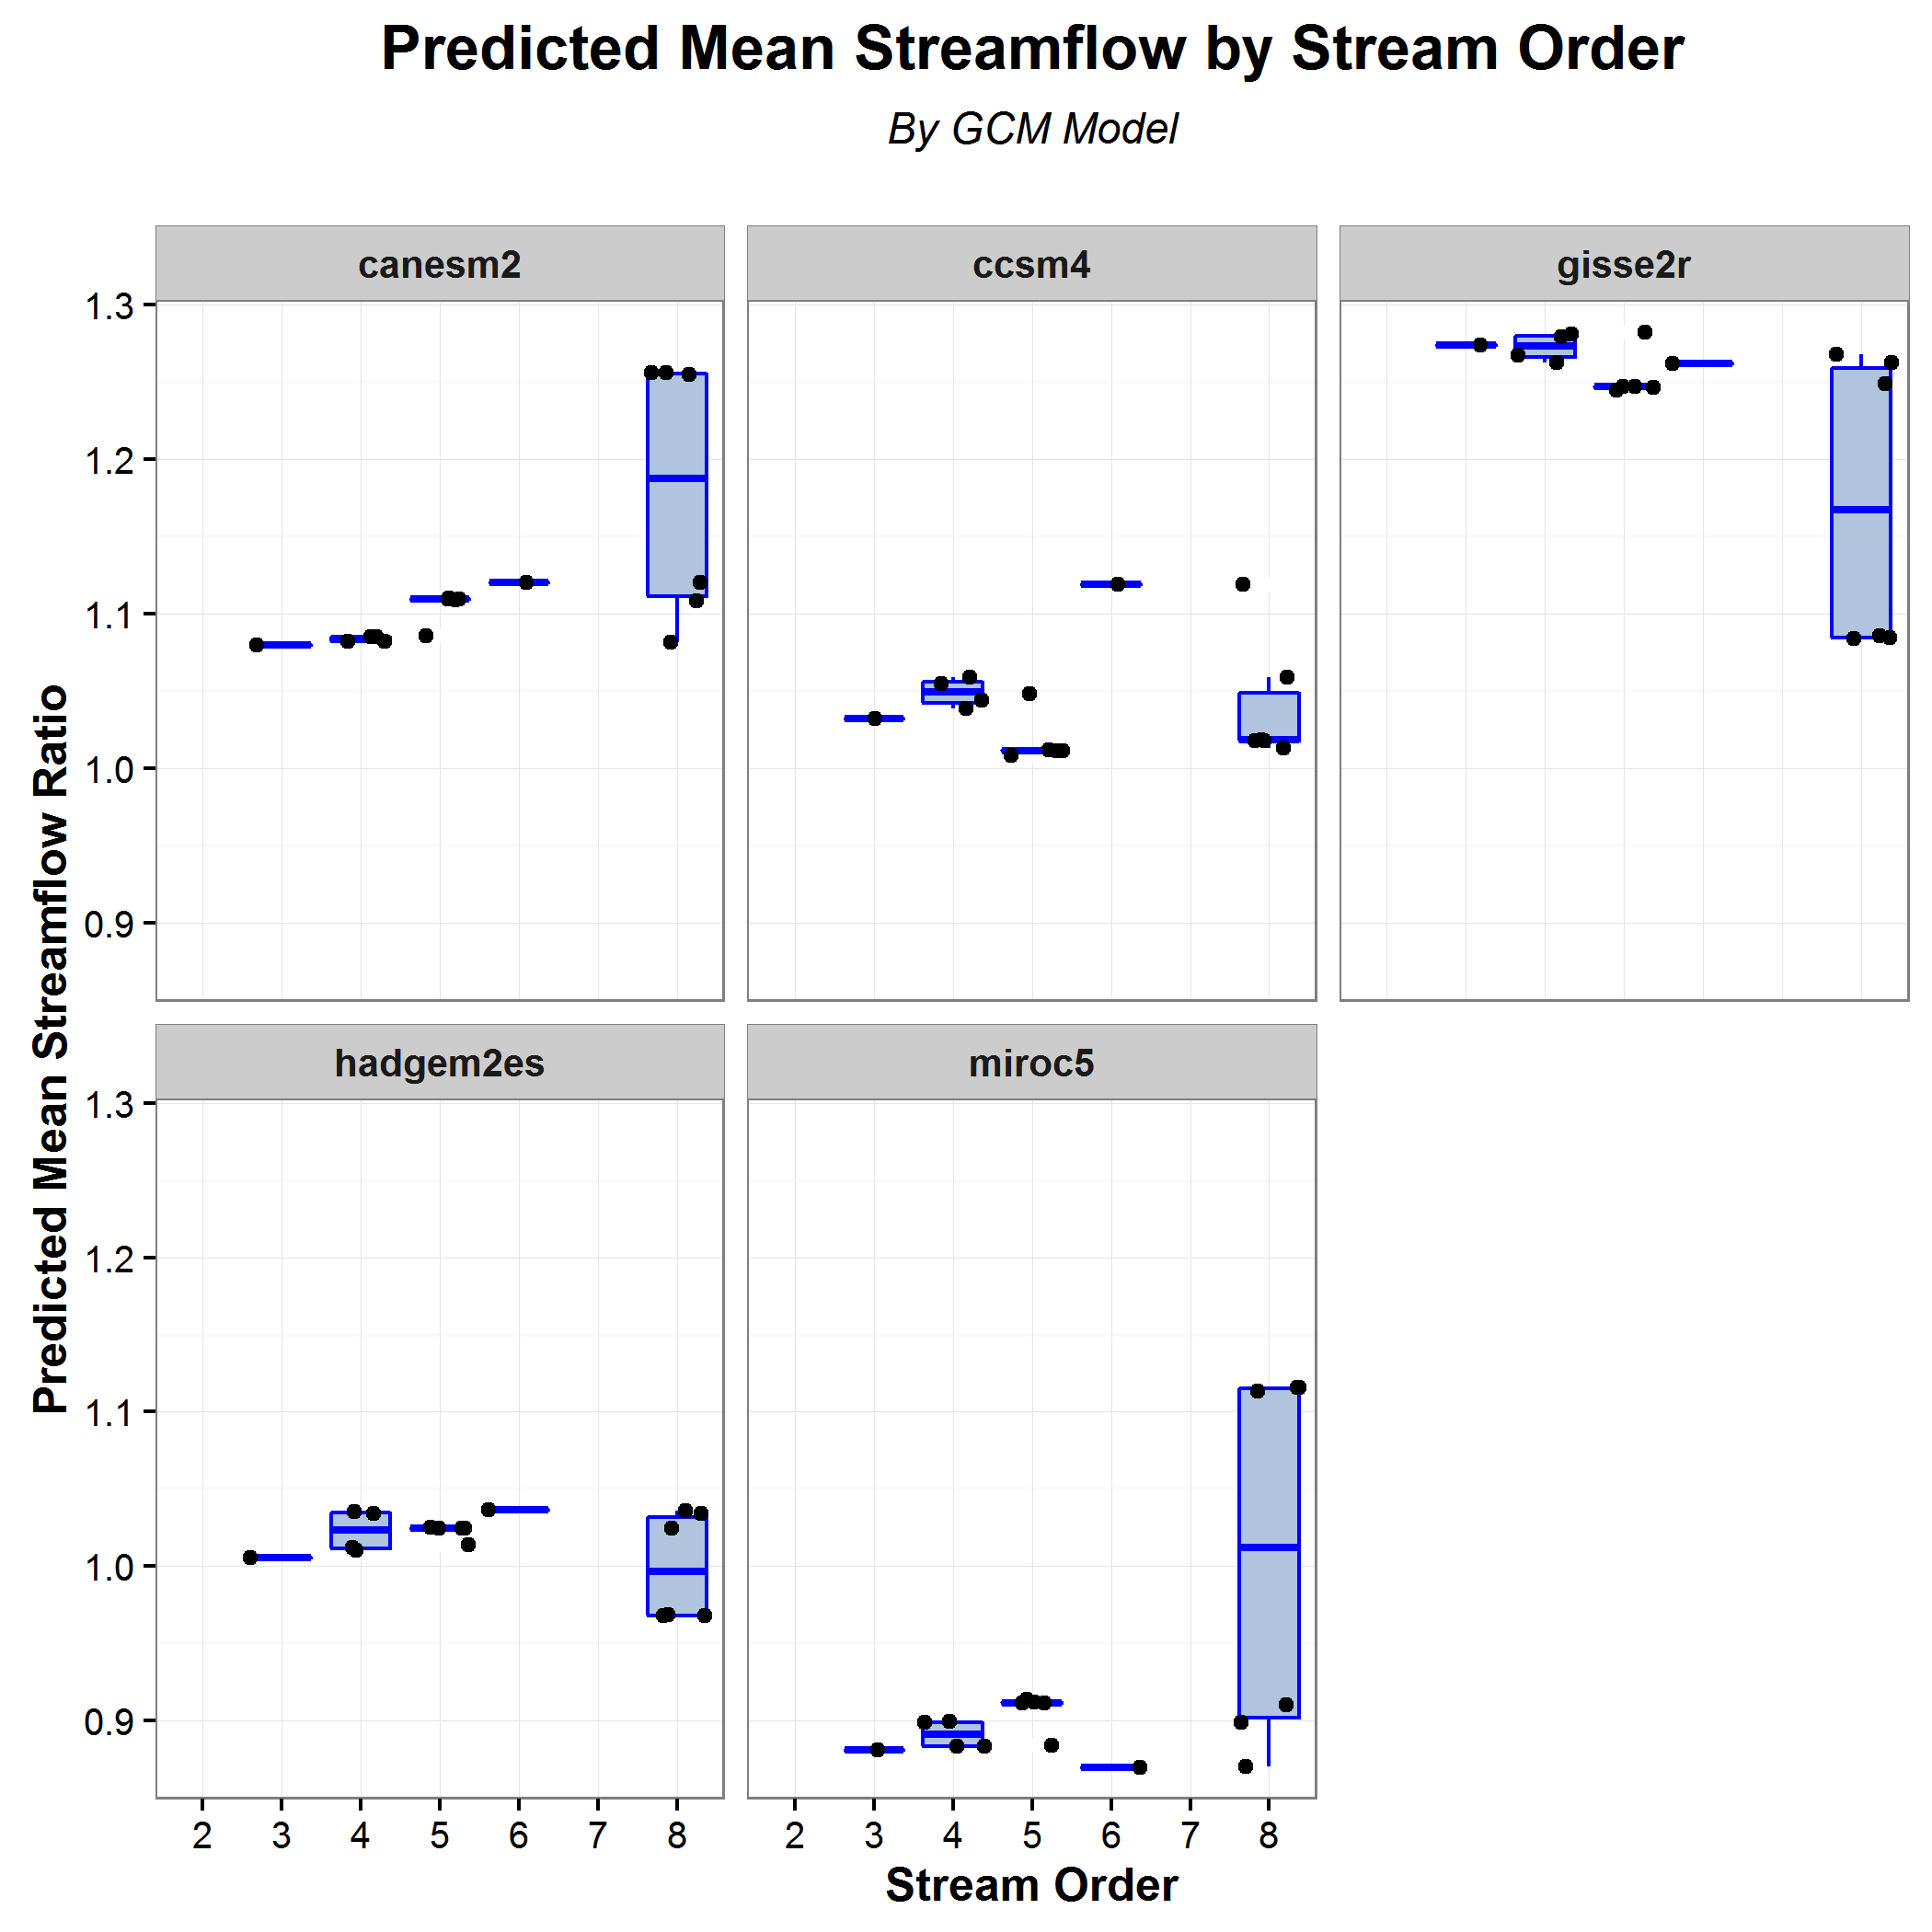 Predicted Mean Streamflow by Stream Order
By GCM Model
canesm2
ccsm4
gisse2r
1.3
1.2
1.1
1.0
0.9
Predicted Mean Streamflow Ratio
hadgem2es
miroc5
1.3
1.2
1.1
1.0
0.9
2 3 4 5 6 7 8
2 3 4 5 6 7 8
Stream Order